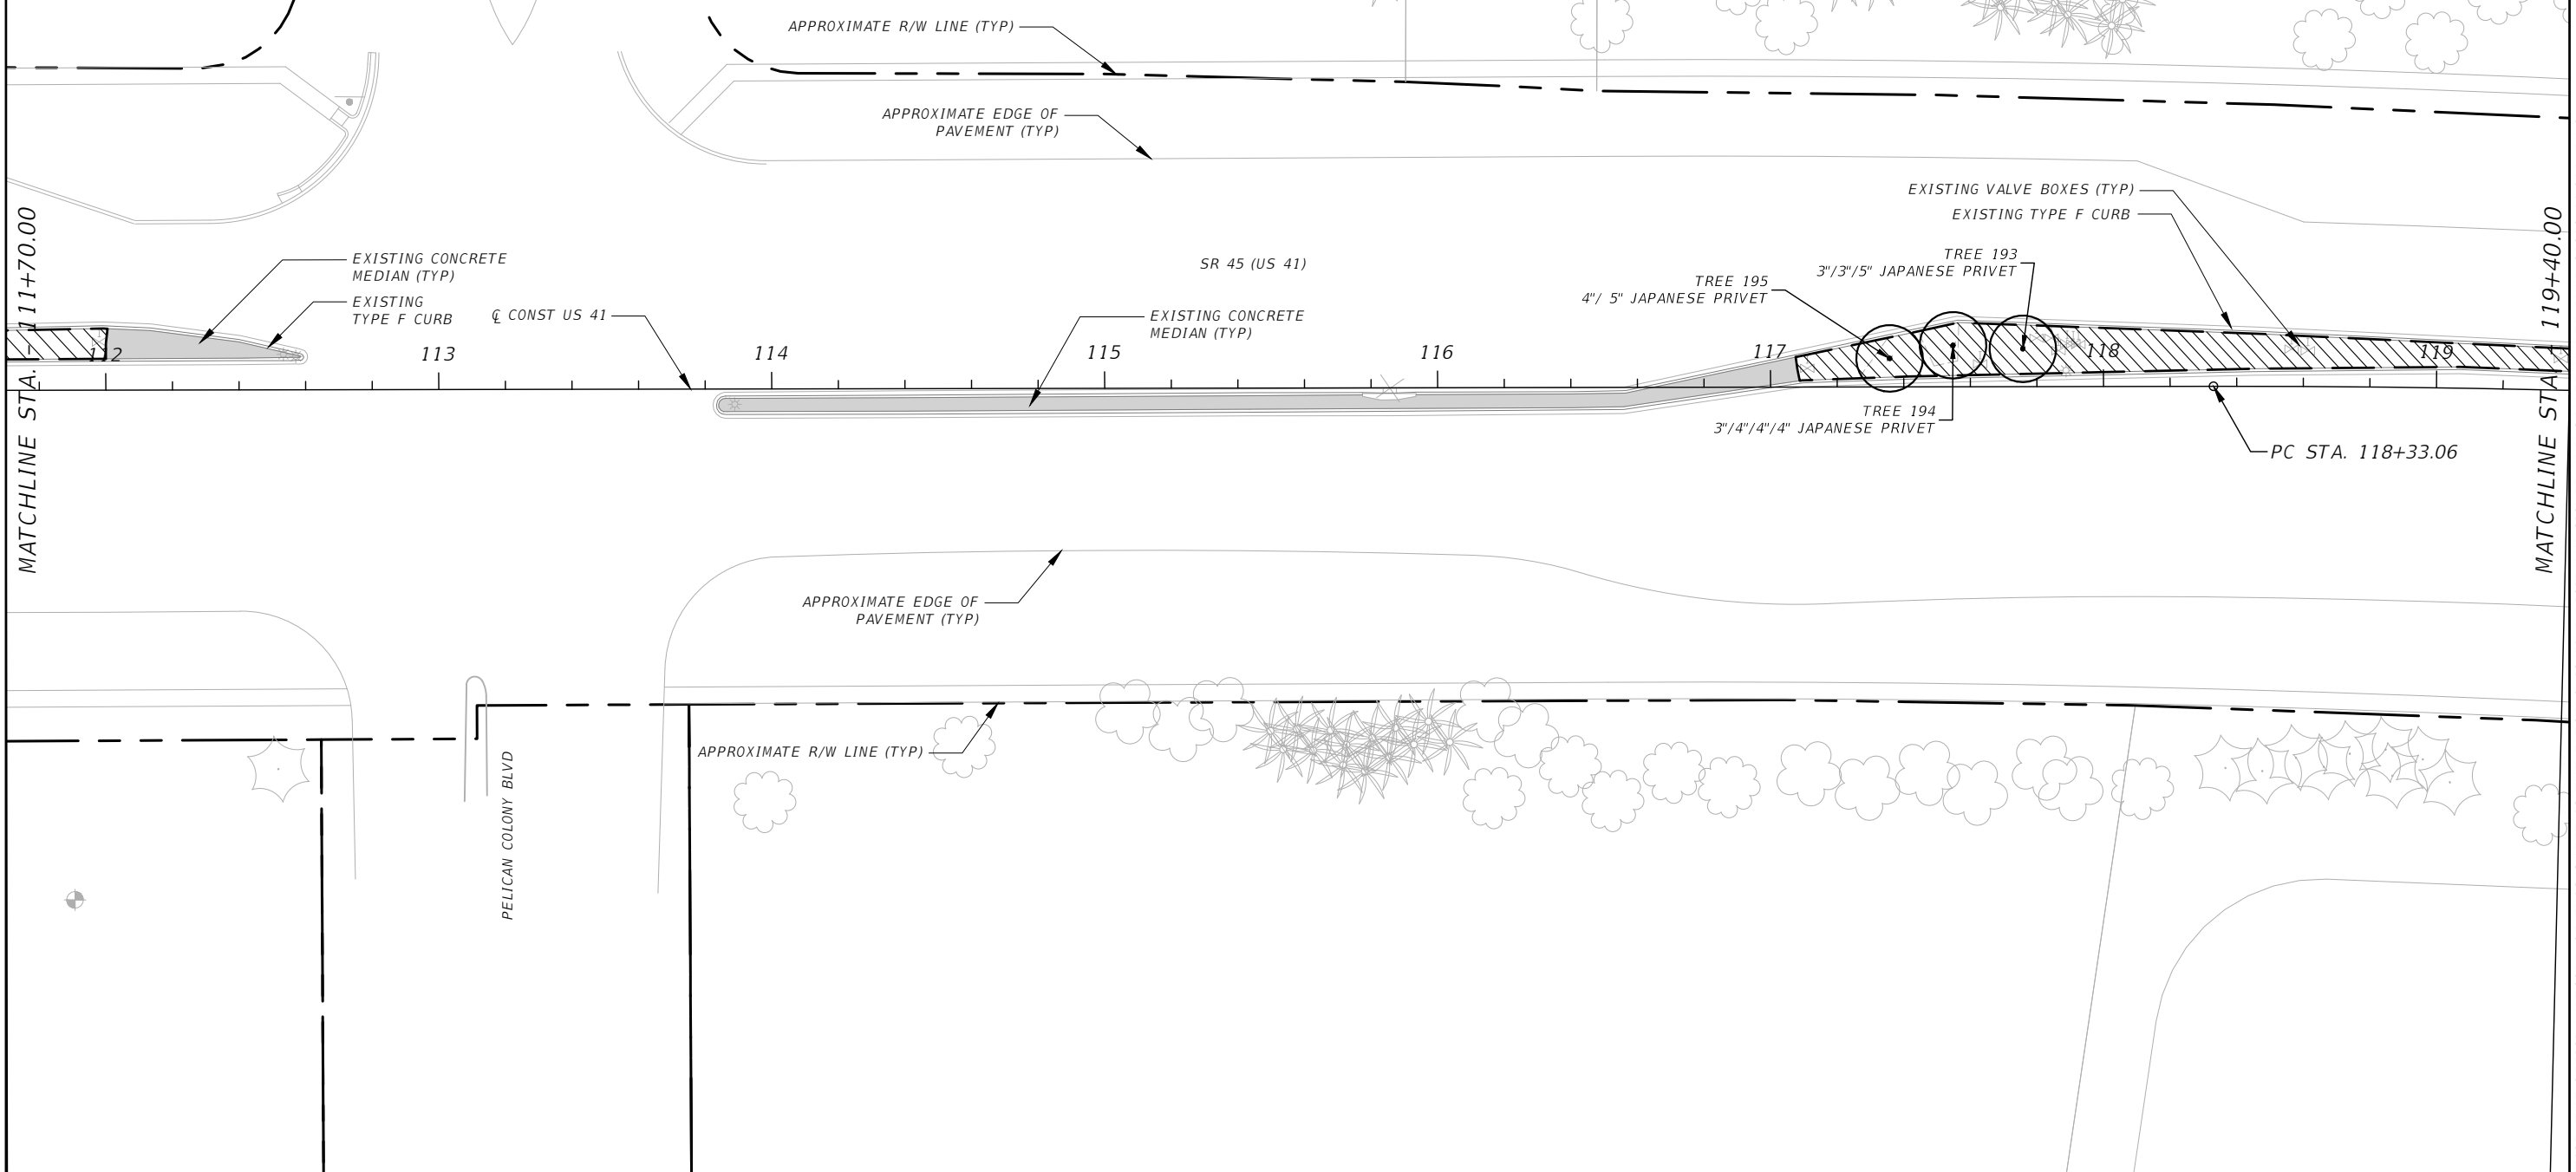 APPROXIMATE R/W LINE (TYP)
APPROXIMATE EDGE OF
PAVEMENT (TYP)
EXISTING VALVE BOXES (TYP)
EXISTING TYPE F CURB
TREE 193
3"/3"/5" JAPANESE PRIVET
TREE 195
4"/ 5" JAPANESE PRIVET
SR 45 (US 41)
EXISTING CONCRETE
MEDIAN (TYP)
EXISTING
TYPE F CURB
℄ CONST US 41
EXISTING CONCRETE
MEDIAN (TYP)
MATCHLINE STA. - 111+70.00
112
113
114
115
116
117
118
119
MATCHLINE STA. - 119+40.00
TREE 194
3"/4"/4"/4" JAPANESE PRIVET
PC STA. 118+33.06
APPROXIMATE EDGE OF
PAVEMENT (TYP)
APPROXIMATE R/W LINE (TYP)
PELICAN COLONY BLVD